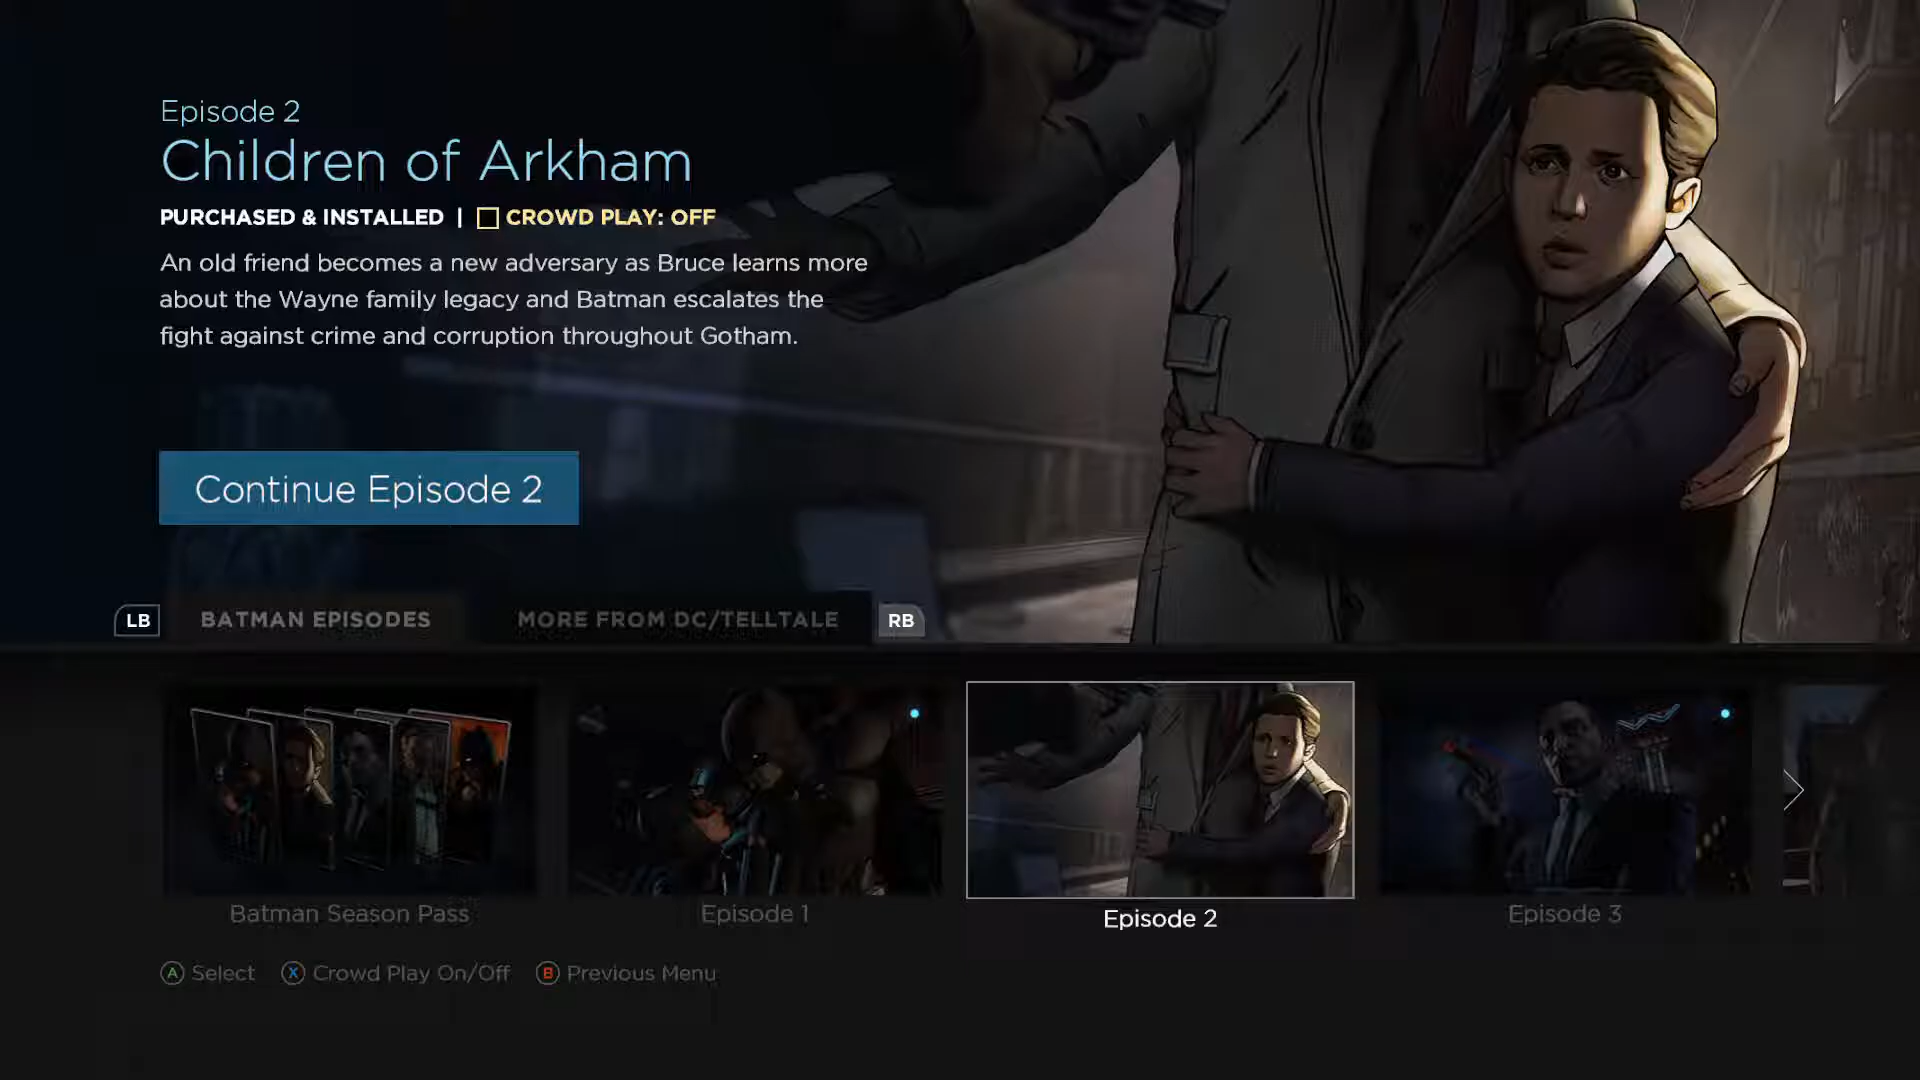 Episode 2
Children of Arkham
PURCHASED & INSTALLED | CROWD PLAY: OFF
An old friend becomes a new adversary as Bruce learns more
about the Wayne family legacy and Batman escalates the
fight against crime and corruption throughout Gotham.
Continue Episode 2
LB BATMAN EPISODES MORE FROM DC/TELLTALE RB
Batman Season Pass Episode 1 Episode 2 Episode 3
A Select X Crowd Play On/Off B Previous Menu